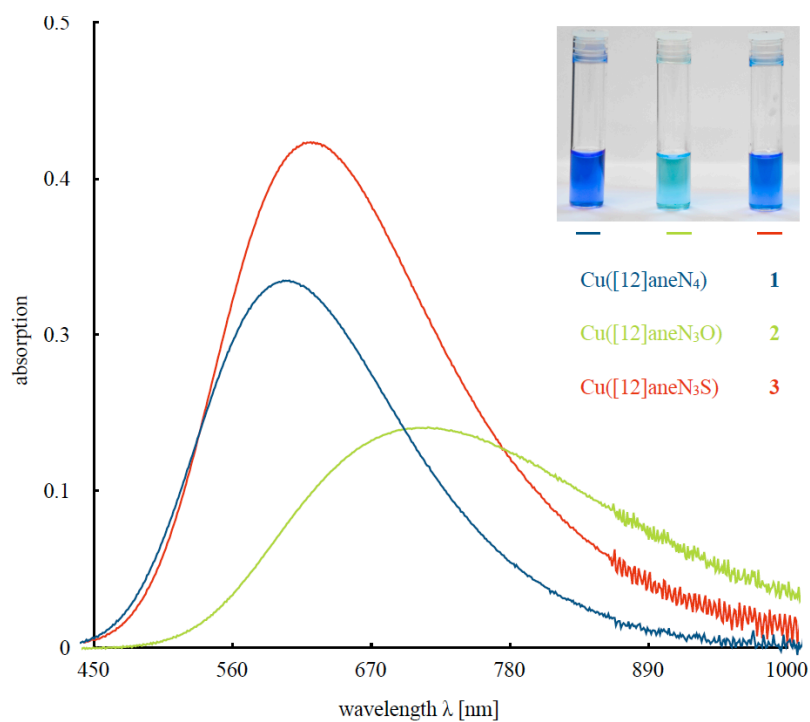 0.5
0.4
0.3
0.1
0
absorption
450 560 670 780 890 1000
wavelength λ [nm]
Cu([12]aneN₄) 1
Cu([12]aneN₃O) 2
Cu([12]aneN₃S) 3